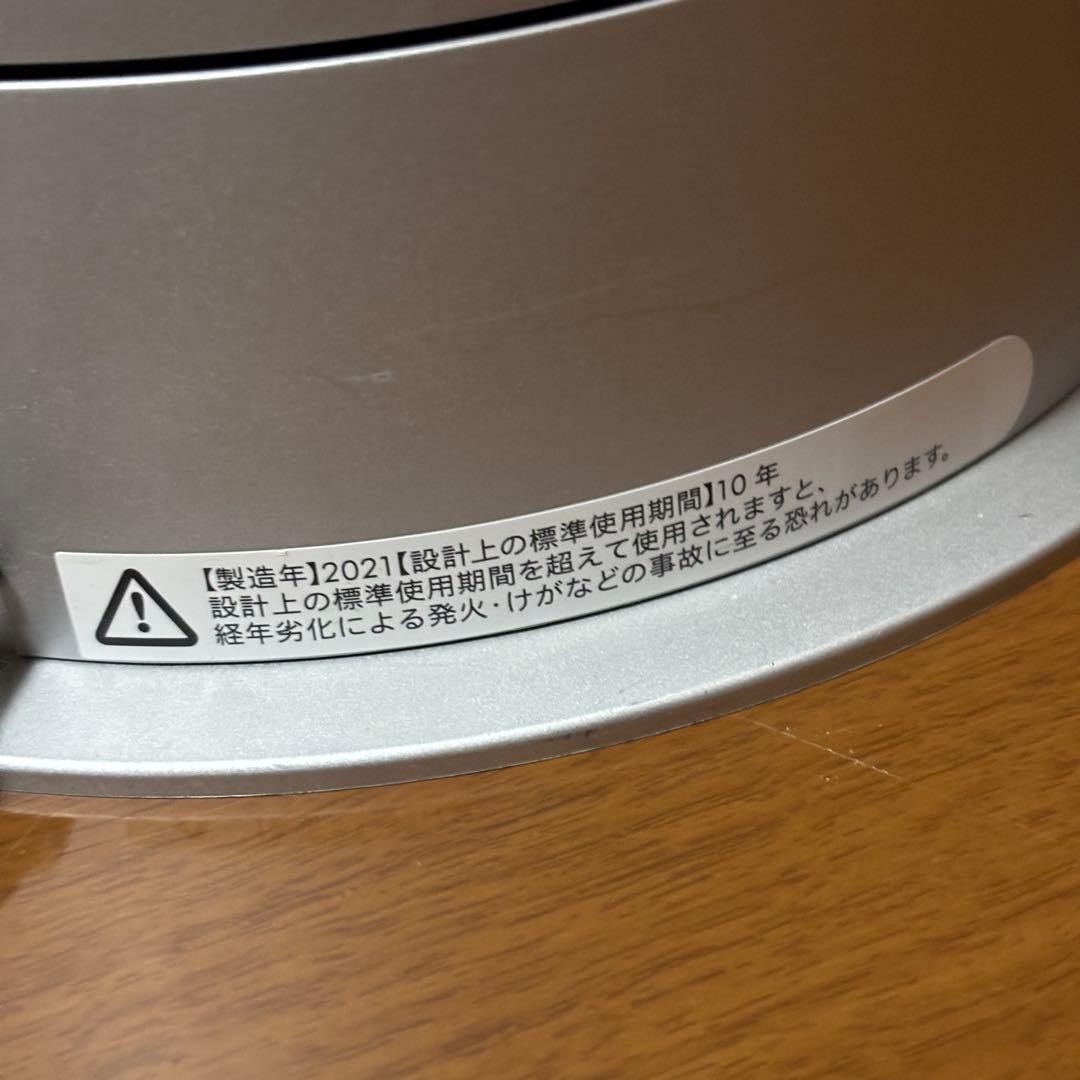 【製造年】2021【設計上の標準使用期間】10 年
設計上の標準使用期間を超えて使用されますと、
経年劣化による発火・けがなどの事故に至る恐れがあります。